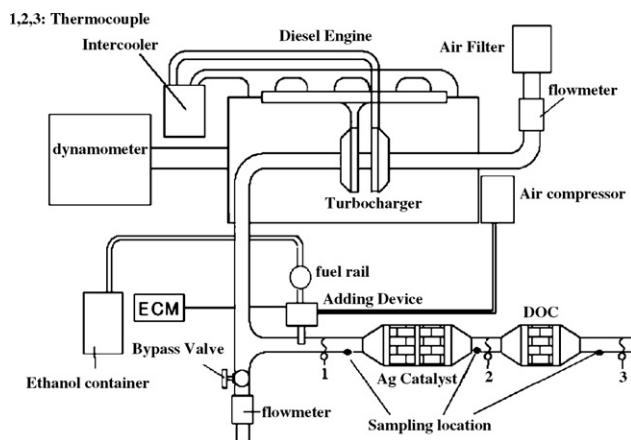 1,2,3: Thermocouple
Intercooler
Diesel Engine
Air Filter
flowmeter
dynamometer
Turbocharger
Air compressor
fuel rail
ECM
Adding Device
DOC
Bypass Valve
Ethanol container
1
Ag Catalyst
2
3
flowmeter
Sampling location